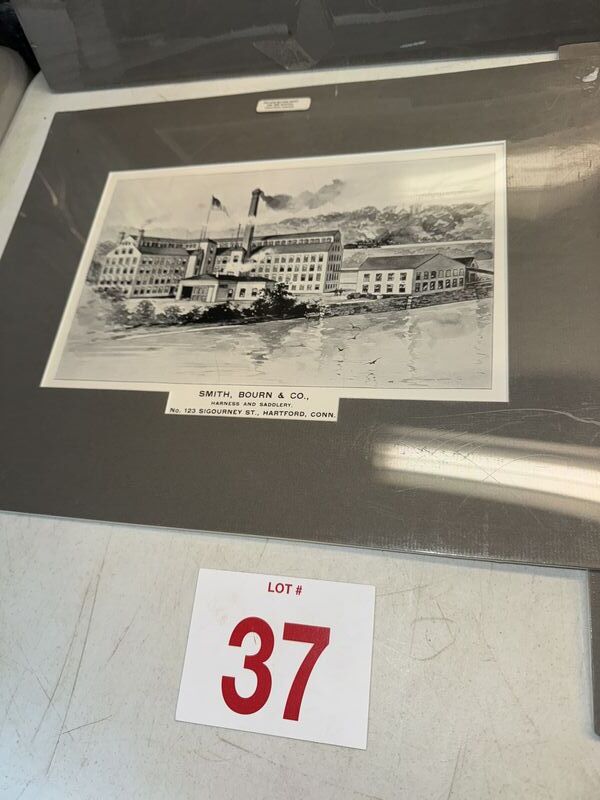 SMITH, BOURN & CO.,
HARNESS AND SADDLERY.
No. 123 SIGOURNEY ST., HARTFORD, CONN.
LOT #
37